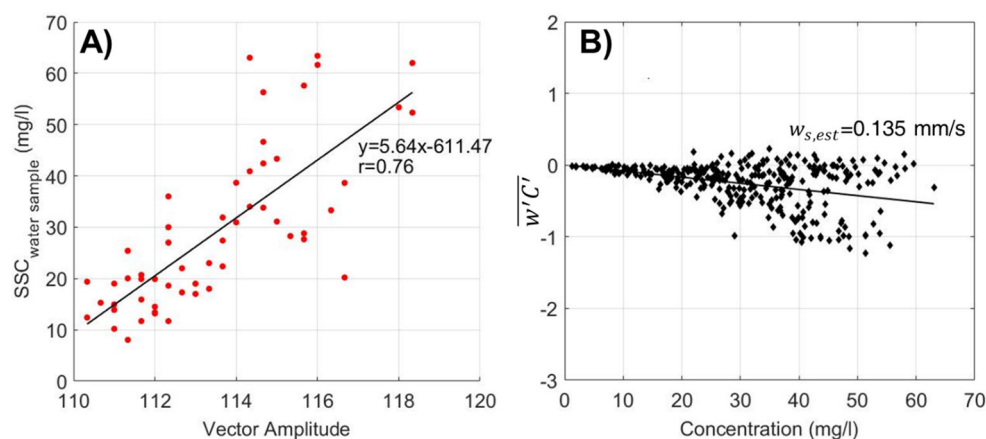 A)
70
60
50
40
30
20
10
0
SSC water sample (mg/l)
y=5.64x-611.47
r=0.76
110 112 114 116 118 120
Vector Amplitude
B)
2
1
0
-1
-2
-3
w'C'
w_{s,est}=0.135 mm/s
0 10 20 30 40 50 60 70
Concentration (mg/l)